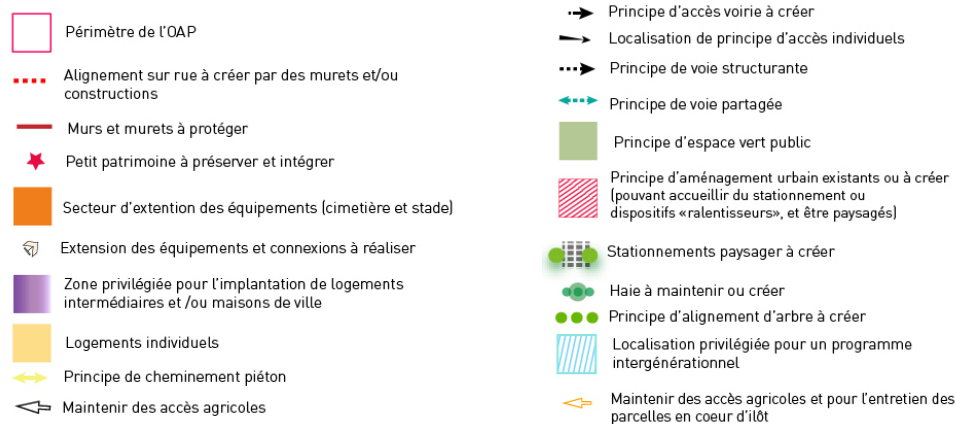 Périmètre de l'OAP
Alignement sur rue à créer par des murets et/ou
constructions
Murs et murets à protéger
Petit patrimoine à préserver et intégrer
Secteur d'extention des équipements (cimetière et stade)
Extension des équipements et connexions à réaliser
Zone privilégiée pour l'implantation de logements
intermédiaires et /ou maisons de ville
Logements individuels
Principe de cheminement piéton
Maintenir des accès agricoles
Principe d'accès voirie à créer
Localisation de principe d'accès individuels
Principe de voie structurante
Principe de voie partagée
Principe d'espace vert public
Principe d'aménagement urbain existants ou à créer
(pouvant accueillir du stationnement ou
dispositifs «ralentisseurs», et être paysagés)
Stationnements paysager à créer
Haie à maintenir ou créer
Principe d'alignement d'arbre à créer
Localisation privilégiée pour un programme
intergénérationnel
Maintenir des accès agricoles et pour l'entretien des
parcelles en coeur d'ilôt